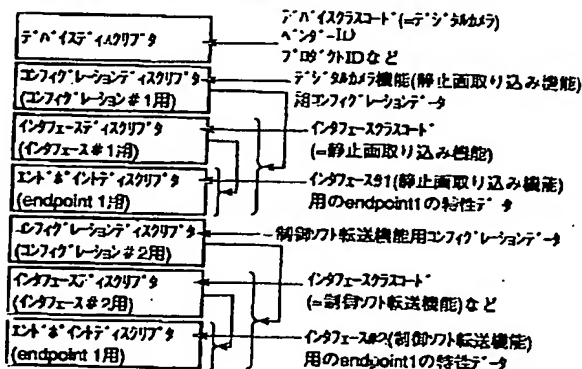 デバイスディスクリプタ
デバイスクラスコード(=デジタルカメラ)
ベンダーID
プロダクトIDなど
コンフィグレーションディスクリプタ
(コンフィグレーション#1用)
デジタルカメラ機能(静止画取り込み機能)
用コンフィグレーションデータ
インタフェースディスクリプタ
(インタフェース#1用)
インタフェースクラスコード
(=静止画取り込み機能)
エンドポイントディスクリプタ
(endpoint 1用)
インタフェース#1(静止画取り込み機能)
用のendpoint1の特性データ
コンフィグレーションディスクリプタ
(コンフィグレーション#2用)
制御ソフト転送機能用コンフィグレーションデータ
インタフェースディスクリプタ
(インタフェース#2用)
インタフェースクラスコード
(=制御ソフト転送機能)など
エンドポイントディスクリプタ
(endpoint 1用)
インタフェース#2(制御ソフト転送機能)
用のendpoint1の特性データ